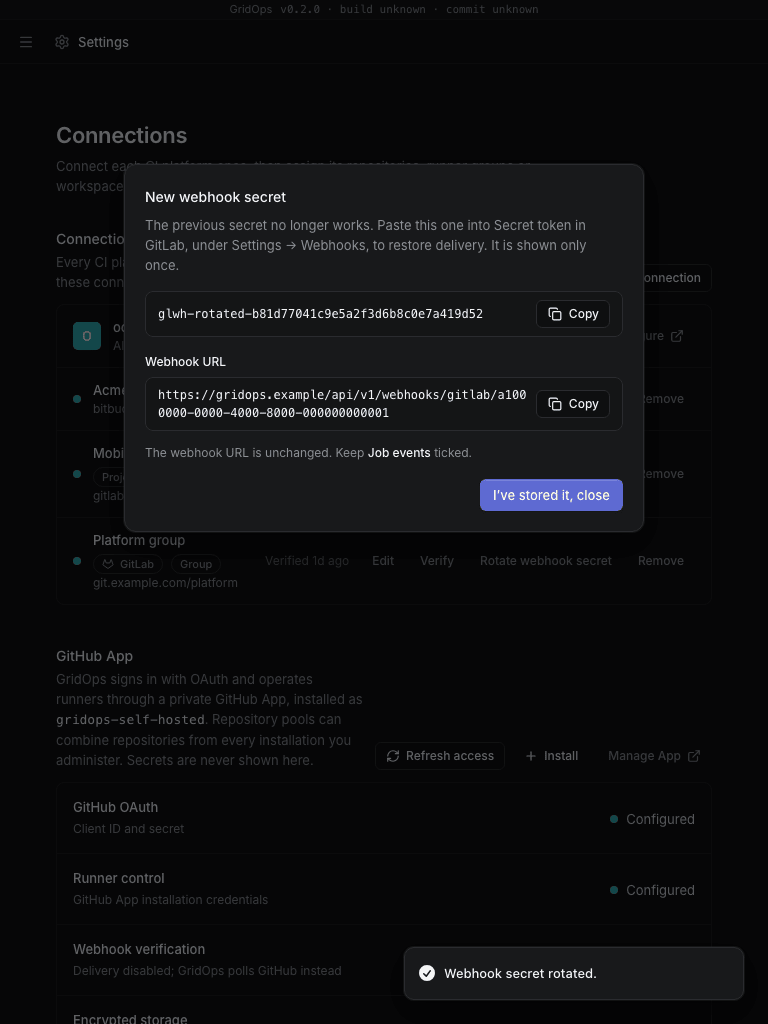 GridOps v0.2.0 · build unknown · commit unknown
Settings
Connections
Connect each CI platform once, then assign its repositories, runner groups or
workspace
New webhook secret
The previous secret no longer works. Paste this one into Secret token in
GitLab, under Settings → Webhooks, to restore delivery. It is shown only
once.
glwh-rotated-b81d77041c9e5a2f3d6b8c0e7a419d52
Copy
Webhook URL
https://gridops.example/api/v1/webhooks/gitlab/a100
0000-0000-4000-8000-000000000001
Copy
The webhook URL is unchanged. Keep Job events ticked.
I've stored it, close
Every CI pla
these conn
O
Acme
bitbuc
Mobi
Proje
gitlab
Platform group
GitLab
Group
git.example.com/platform
Verified 1d ago
Edit
Verify
Rotate webhook secret
Remove
GitHub App
GridOps signs in with OAuth and operates
runners through a private GitHub App, installed as
gridops-self-hosted. Repository pools can
combine repositories from every installation you
administer. Secrets are never shown here.
Refresh access
Install
Manage App
GitHub OAuth
Client ID and secret
Configured
Runner control
GitHub App installation credentials
Configured
Webhook verification
Delivery disabled; GridOps polls GitHub instead
Webhook secret rotated.
Encrypted storage